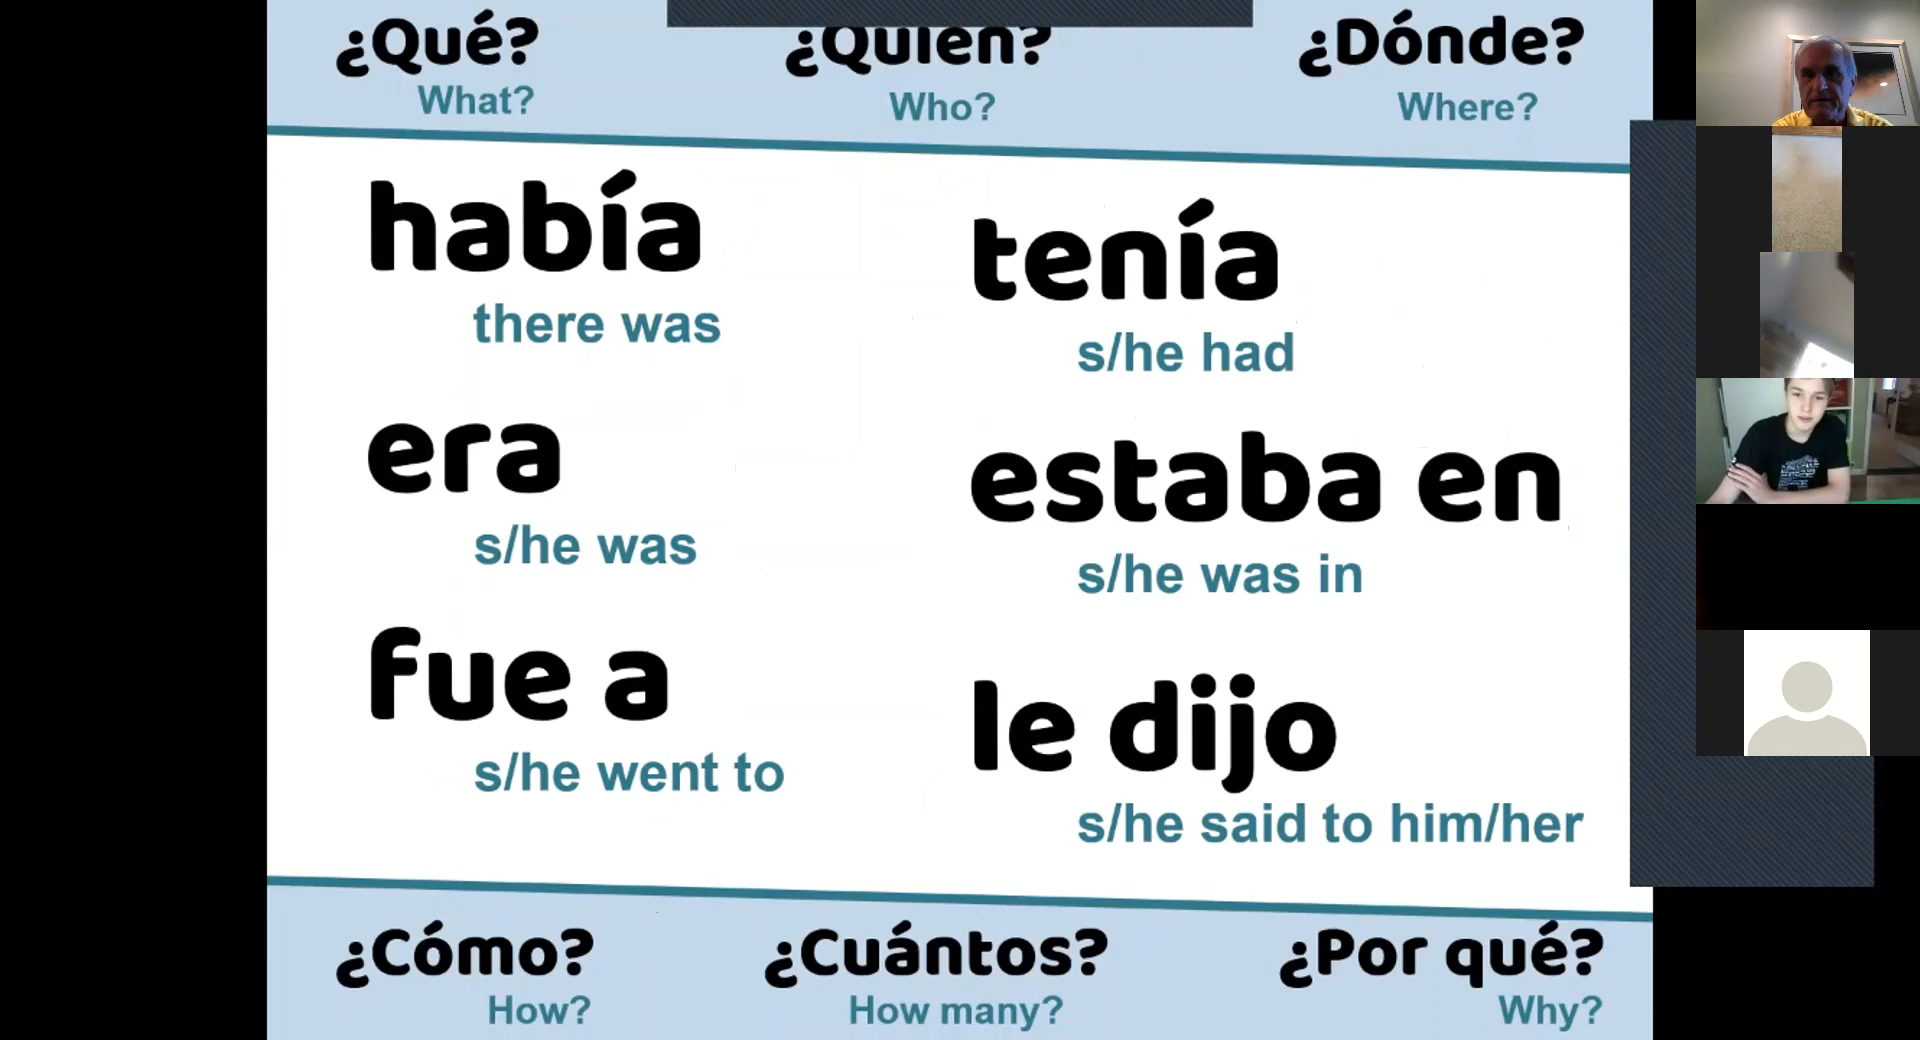 ¿Qué? ¿Quién? ¿Dónde?
What? Who? Where?
había tenía
there was s/he had
era estaba en
s/he was s/he was in
fue a le dijo
s/he went to s/he said to him/her
¿Cómo? ¿Cuántos? ¿Por qué?
How? How many? Why?